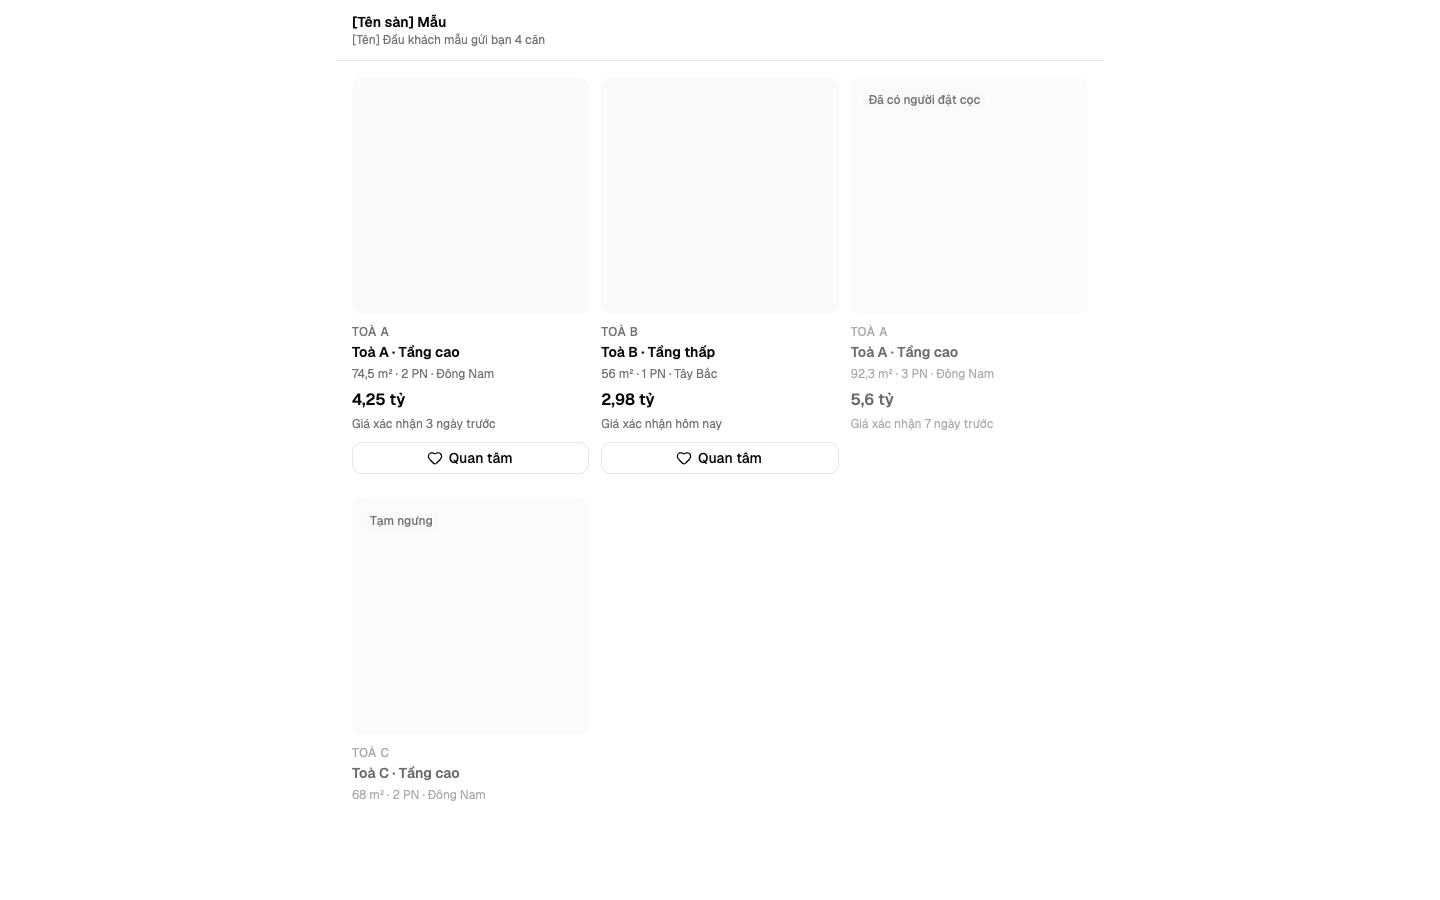 [Tên sàn] Mẫu
[Tên] Đầu khách mẫu gửi bạn 4 căn
TOÀ A
Toà A · Tầng cao
74,5 m² · 2 PN · Đông Nam
4,25 tỷ
Giá xác nhận 3 ngày trước
Quan tâm
TOÀ B
Toà B · Tầng thấp
56 m² · 1 PN · Tây Bắc
2,98 tỷ
Giá xác nhận hôm nay
Quan tâm
Đã có người đặt cọc
TOÀ A
Toà A · Tầng cao
92,3 m² · 3 PN · Đông Nam
5,6 tỷ
Giá xác nhận 7 ngày trước
Tạm ngưng
TOÀ C
Toà C · Tầng cao
68 m² · 2 PN · Đông Nam